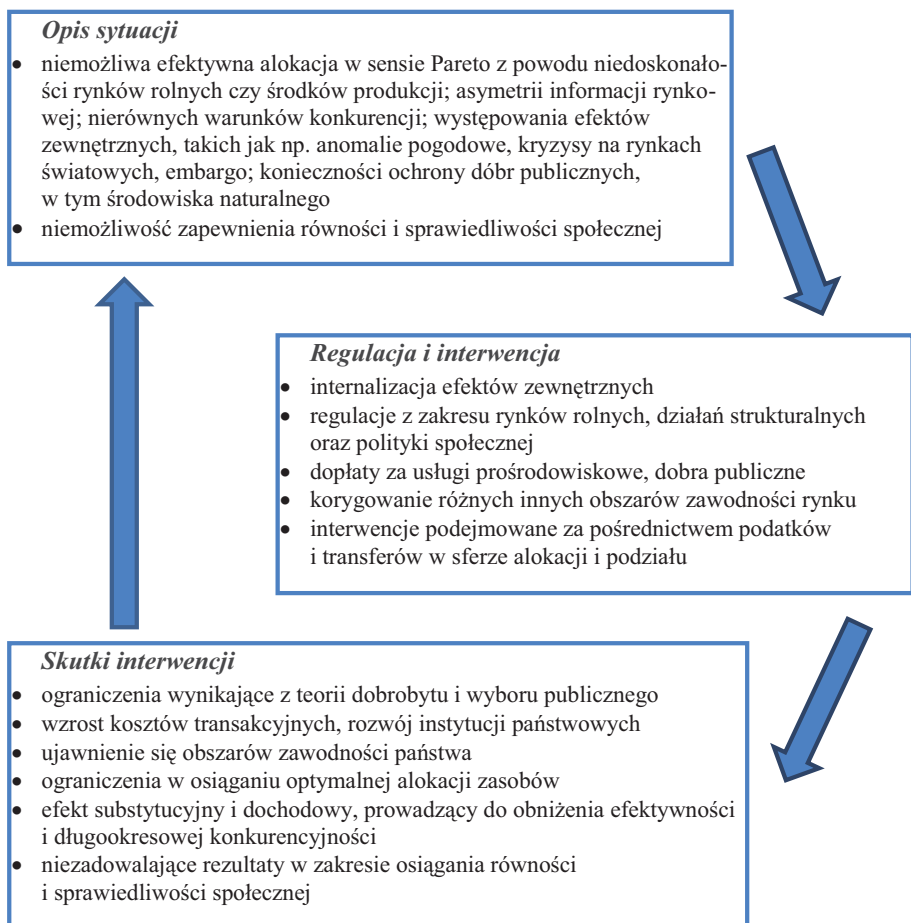 Opis sytuacji
• niemożliwa efektywna alokacja w sensie Pareto z powodu niedoskonało-
ści rynków rolnych czy środków produkcji; asymetrii informacji rynko-
wej; nierównych warunków konkurencji; występowania efektów
zewnętrznych, takich jak np. anomalie pogodowe, kryzysy na rynkach
światowych, embargo; konieczności ochrony dóbr publicznych,
w tym środowiska naturalnego
• niemożliwość zapewnienia równości i sprawiedliwości społecznej
Regulacja i interwencja
• internalizacja efektów zewnętrznych
• regulacje z zakresu rynków rolnych, działań strukturalnych
oraz polityki społecznej
• dopłaty za usługi prośrodowiskowe, dobra publiczne
• korygowanie różnych innych obszarów zawodności rynku
• interwencje podejmowane za pośrednictwem podatków
i transferów w sferze alokacji i podziału
Skutki interwencji
• ograniczenia wynikające z teorii dobrobytu i wyboru publicznego
• wzrost kosztów transakcyjnych, rozwój instytucji państwowych
• ujawnienie się obszarów zawodności państwa
• ograniczenia w osiąganiu optymalnej alokacji zasobów
• efekt substytucyjny i dochodowy, prowadzący do obniżenia efektywności
i długookresowej konkurencyjności
• niezadowalające rezultaty w zakresie osiągania równości
i sprawiedliwości społecznej